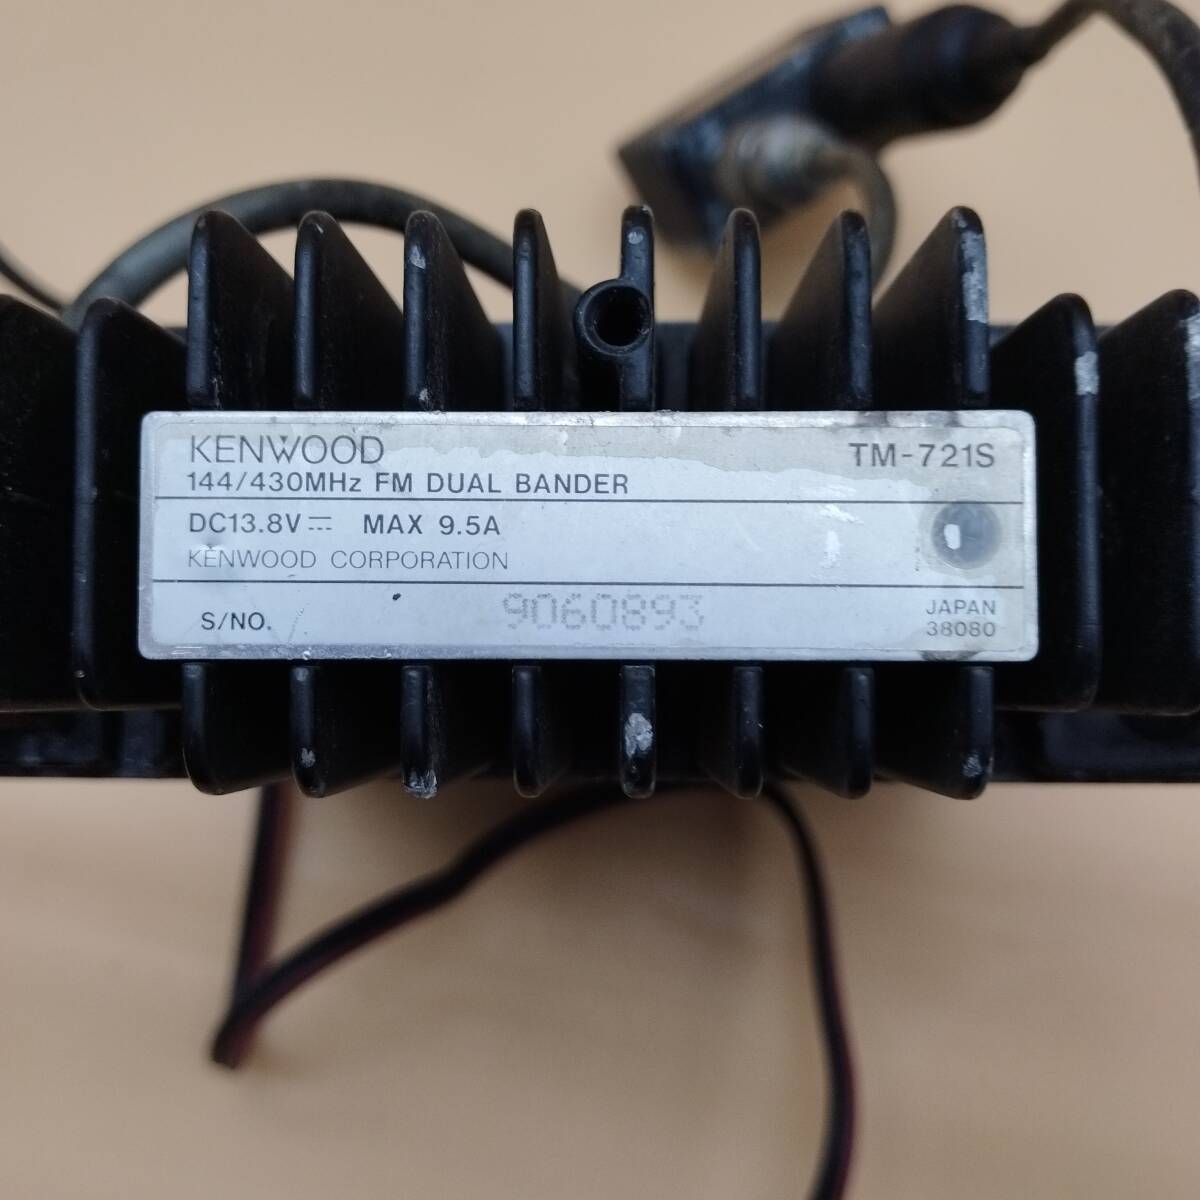 KENWOOD TM-721S
144/430MHz FM DUAL BANDER
DC13.8V⎓ MAX 9.5A
KENWOOD CORPORATION
S/NO. 9060893 JAPAN
38080